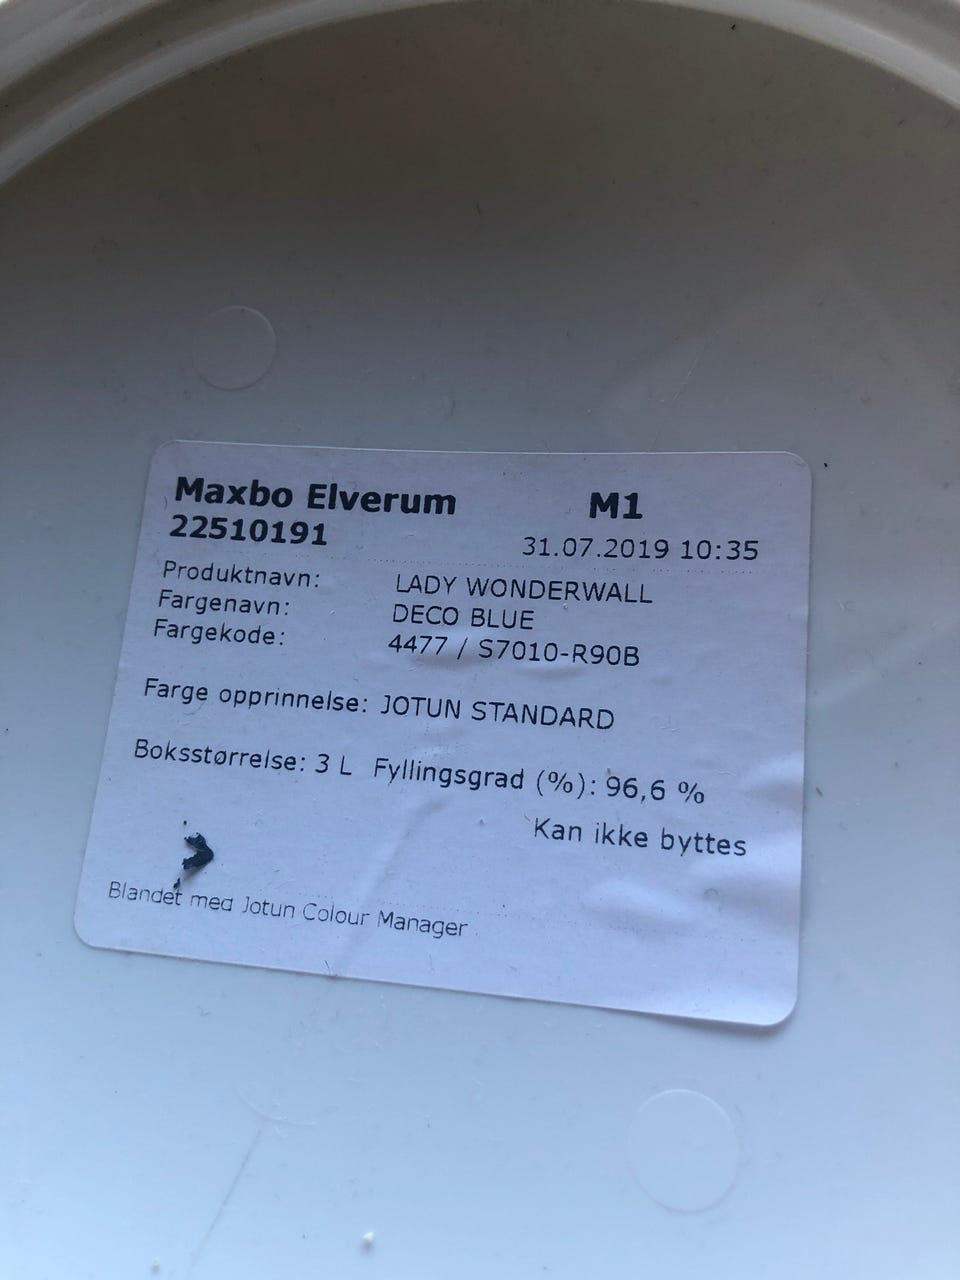 Maxbo Elverum M1
22510191 31.07.2019 10:35
Produktnavn: LADY WONDERWALL
Fargenavn: DECO BLUE
Fargekode: 4477 / S7010-R90B
Farge opprinnelse: JOTUN STANDARD
Boksstørrelse: 3 L Fyllingsgrad (%): 96,6 %
Kan ikke byttes
Blandet med Jotun Colour Manager